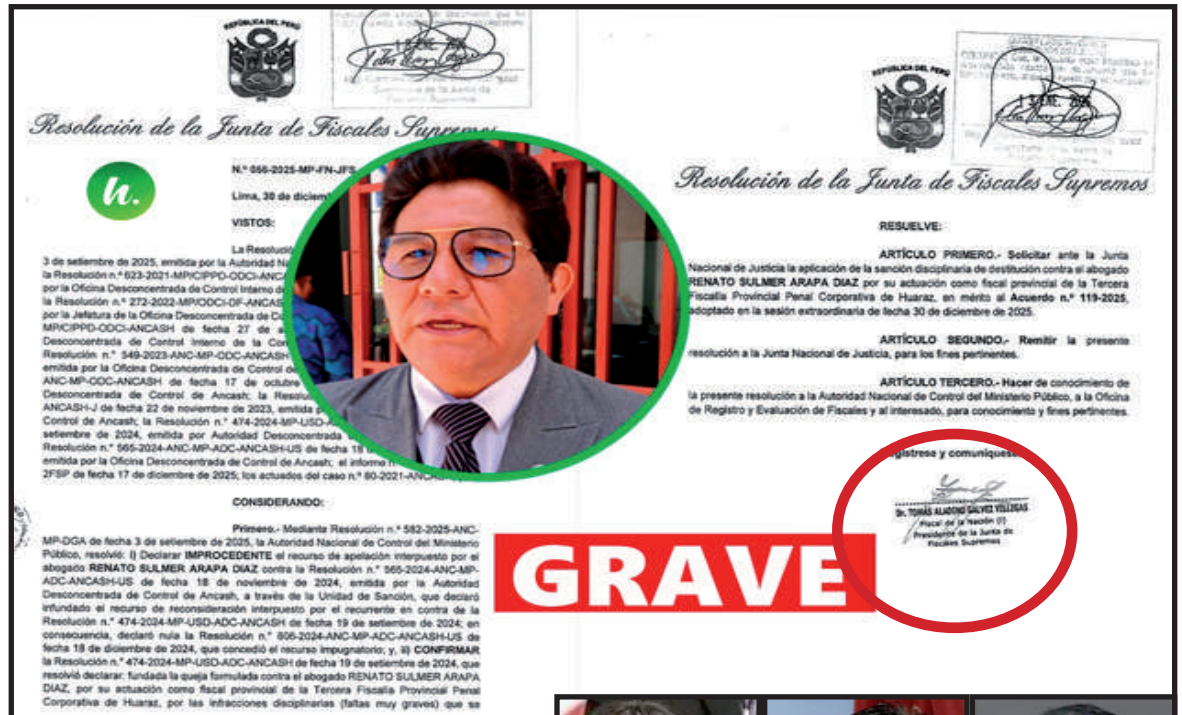 REPÚBLICA DEL PERÚ
Resolución de la Junta de Fiscales Supremos
h.
N.º 066-2025-MP-FN-JFS
Lima, 30 de diciem
VISTOS:
La Resolució
3 de setiembre de 2025, emitida por la Autoridad Na
la Resolución n.º 623-2021-MP/CIPPD-ODCI-ANC
por la Oficina Desconcentrada de Control Interno de
la Resolución n.º 272-2022-MP/ODCI-DF-ANCAS
por la Jefatura de la Oficina Desconcentrada de Co
MP/CIPPD-ODCI-ANCASH de fecha 27 de a
Desconcentrada de Control Interno de la Con
Resolución n.º 549-2023-ANC-MP-ODC-ANCASH
emitida por la Oficina Desconcentrada de Control de
ANC-MP-ODC-ANCASH de fecha 17 de octubre
Desconcentrada de Control de Ancash; la Resolu
ANCASH-J de fecha 22 de noviembre de 2023, emitida p
Control de Ancash; la Resolución n.º 474-2024-MP-USD-A
setiembre de 2024, emitida por Autoridad Desconcentrada
Resolución n.º 565-2024-ANC-MP-ADC-ANCASH-US de fecha 18
emitida por la Oficina Desconcentrada de Control de Ancash; el informe n
2FSP de fecha 17 de diciembre de 2025; los actuados del caso n.º 60-2021-ANCA
CONSIDERANDO:
Primero.- Mediante Resolución n.º 582-2025-ANC-
MP-DGA de fecha 3 de setiembre de 2025, la Autoridad Nacional de Control del Ministerio
Público, resolvió: i) Declarar IMPROCEDENTE el recurso de apelación interpuesto por el
abogado RENATO SULMER ARAPA DIAZ contra la Resolución n.º 565-2024-ANC-MP-
ADC-ANCASH-US de fecha 18 de noviembre de 2024, emitida por la Autoridad
Desconcentrada de Control de Ancash, a través de la Unidad de Sanción, que declaró
infundado el recurso de reconsideración interpuesto por el recurrente en contra de la
Resolución n.º 474-2024-MP-USD-ADC-ANCASH de fecha 19 de setiembre de 2024; en
consecuencia, declaró nula la Resolución n.º 606-2024-ANC-MP-ADC-ANCASH-US de
fecha 18 de diciembre de 2024, que concedió el recurso impugnatorio; y, ii) CONFIRMAR
la Resolución n.º 474-2024-MP-USD-ADC-ANCASH de fecha 19 de setiembre de 2024, que
resolvió declarar: fundada la queja formulada contra el abogado RENATO SULMER ARAPA
DIAZ, por su actuación como fiscal provincial de la Tercera Fiscalía Provincial Penal
Corporativa de Huaraz, por las infracciones disciplinarias (faltas muy graves) que se
REPÚBLICA DEL PERÚ
13 ENE. 2026
Resolución de la Junta de Fiscales Supremos
RESUELVE:
ARTÍCULO PRIMERO.- Solicitar ante la Junta
Nacional de Justicia la aplicación de la sanción disciplinaria de destitución contra el abogado
RENATO SULMER ARAPA DIAZ por su actuación como fiscal provincial de la Tercera
Fiscalía Provincial Penal Corporativa de Huaraz, en mérito al Acuerdo n.º 119-2025,
adoptado en la sesión extraordinaria de fecha 30 de diciembre de 2025.
ARTÍCULO SEGUNDO.- Remitir la presente
resolución a la Junta Nacional de Justicia, para los fines pertinentes.
ARTÍCULO TERCERO.- Hacer de conocimiento de
la presente resolución a la Autoridad Nacional de Control del Ministerio Público, a la Oficina
de Registro y Evaluación de Fiscales y al interesado, para conocimiento y fines pertinentes.
egístrese y comuníquese
Dr. TOMÁS ALADINO GALVEZ VILLEGAS
Fiscal de la Nación (i)
Presidente de la Junta de
Fiscales Supremos
GRAVE